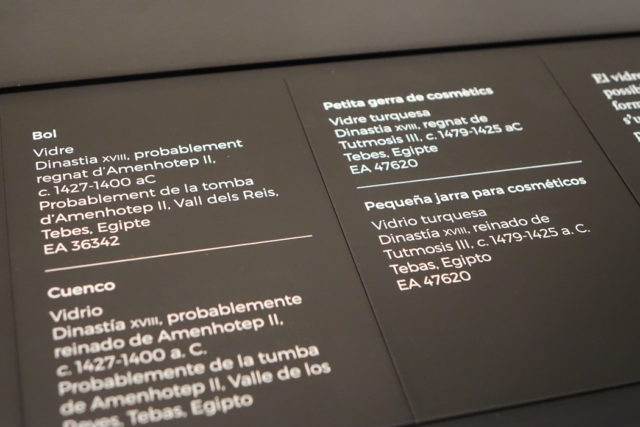 Bol
Vidre
Dinastia XVIII, probablement
regnat d'Amenhotep II,
c. 1427-1400 aC
Probablement de la tomba
d'Amenhotep II, Vall dels Reis,
Tebes, Egipte
EA 36342
Cuenco
Vidrio
Dinastía XVIII, probablemente
reinado de Amenhotep II,
c. 1427-1400 a. C.
Probablemente de la tumba
de Amenhotep II, Valle de los
Reyes, Tebas, Egipto
Petita gerra de cosmètics
Vidre turquesa
Dinastia XVIII, regnat de
Tutmosis III, c. 1479-1425 aC
Tebes, Egipte
EA 47620
Pequeña jarra para cosméticos
Vidrio turquesa
Dinastía XVIII, reinado de
Tutmosis III, c. 1479-1425 a. C.
Tebas, Egipto
EA 47620
El